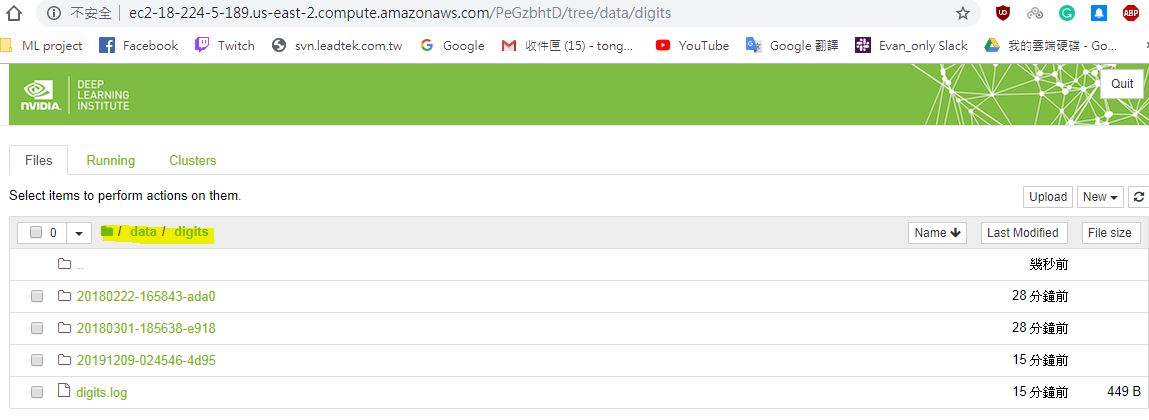 不安全 | ec2-18-224-5-189.us-east-2.compute.amazonaws.com/PeGzbhtD/tree/data/digits
ML project Facebook Twitch svn.leadtek.com.tw Google 收件匣 (15) - tong... YouTube Google 翻譯 Evan_only Slack 我的雲端硬碟 - Go...
NVIDIA. DEEP LEARNING INSTITUTE
Quit
Files Running Clusters
Select items to perform actions on them.
Upload New
0 / data / digits Name Last Modified File size
.. 幾秒前
20180222-165843-ada0 28 分鐘前
20180301-185638-e918 28 分鐘前
20191209-024546-4d95 15 分鐘前
digits.log 15 分鐘前 449 B